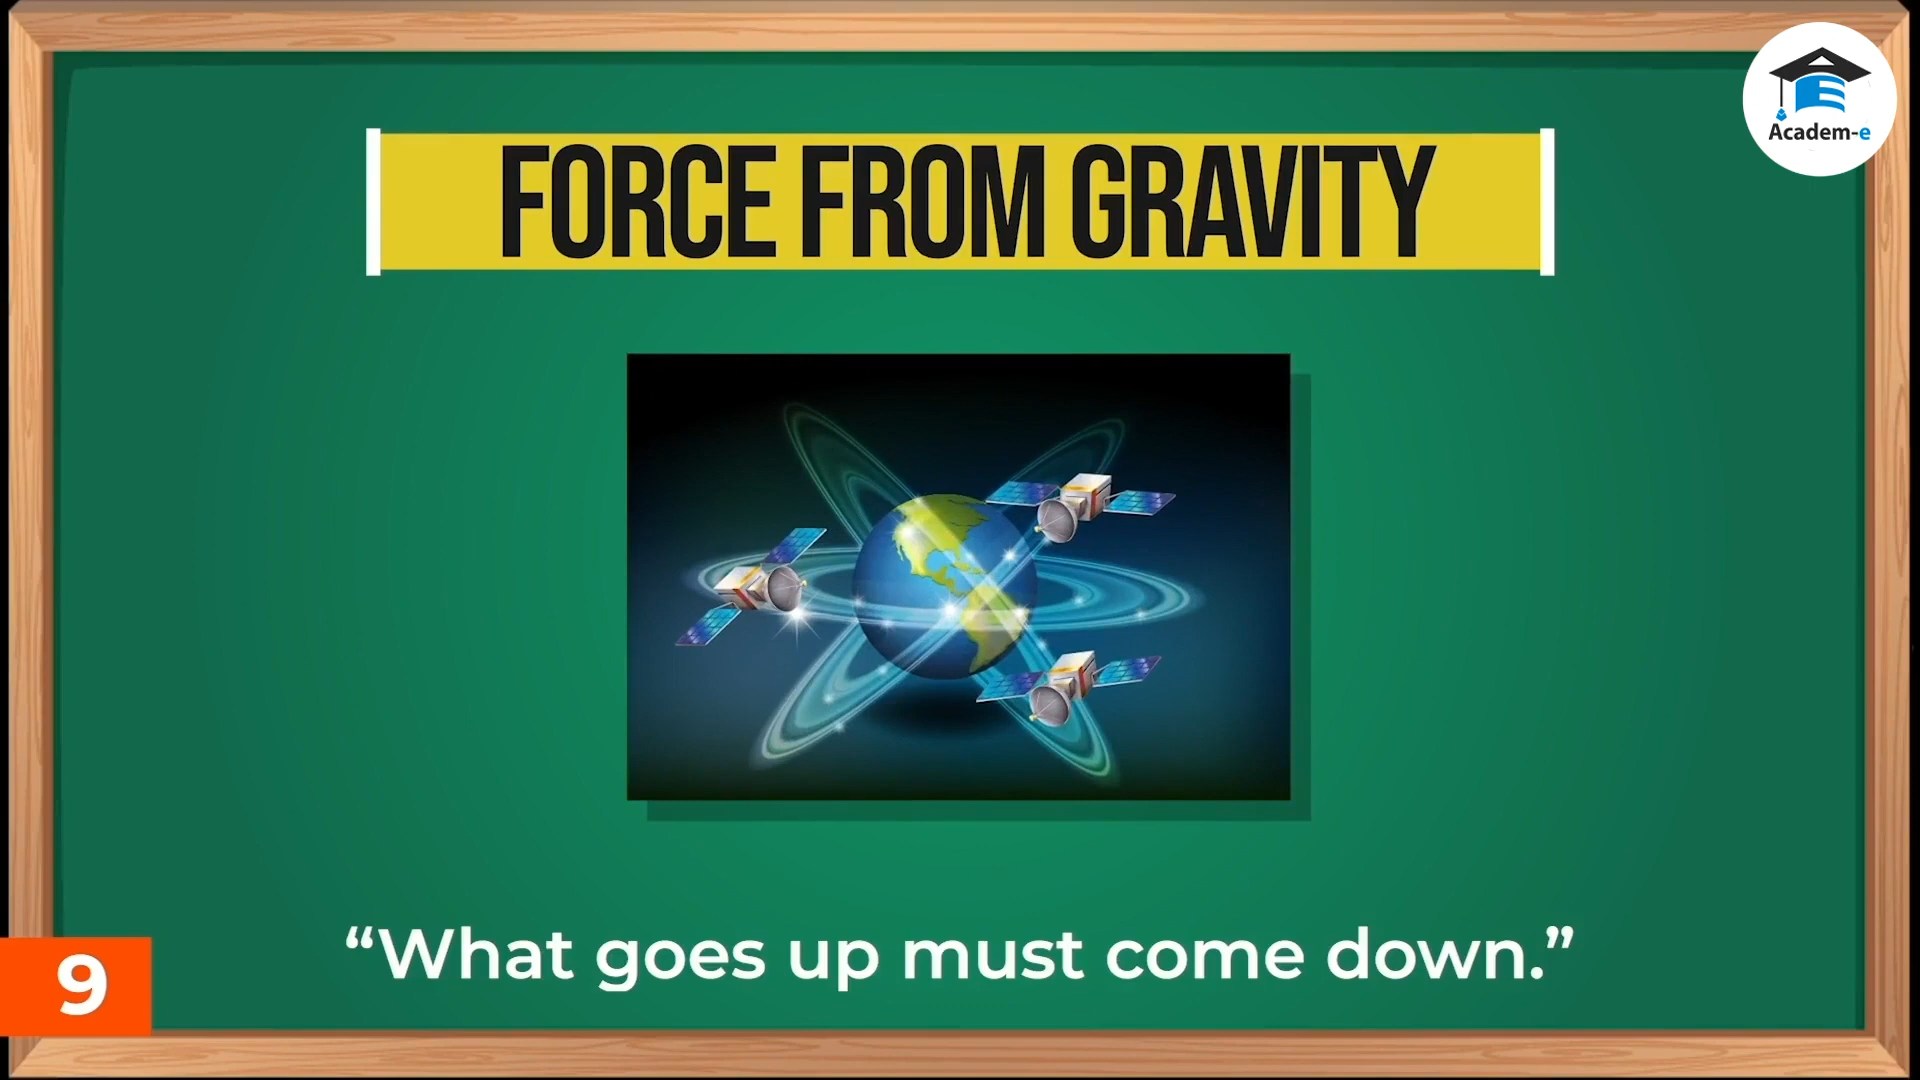 Academ-e
FORCE FROM GRAVITY
“What goes up must come down.”
9